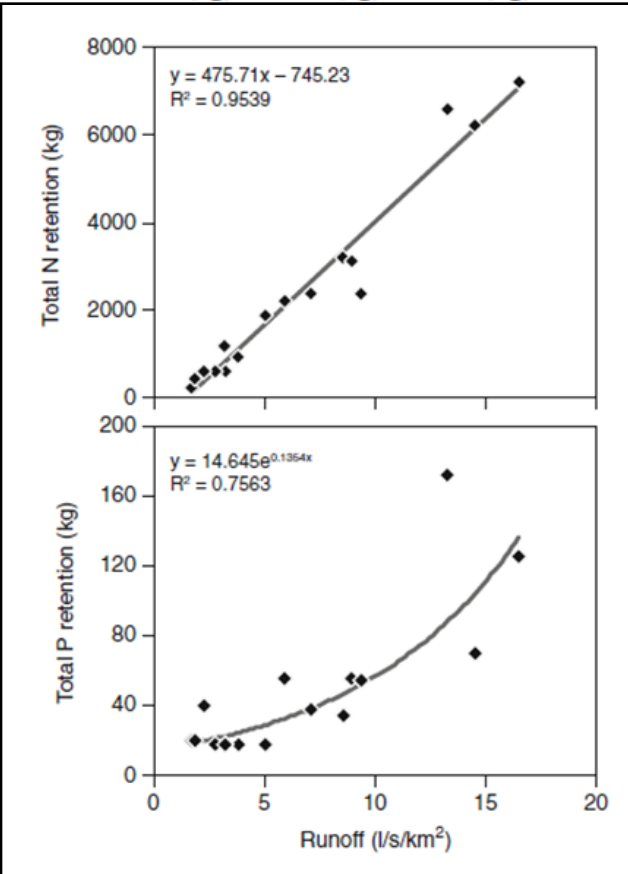 8000
y = 475.71x – 745.23
R² = 0.9539
6000
Total N retention (kg)
4000
2000
0
200
y = 14.645e^0.1354x
R² = 0.7563
160
Total P retention (kg)
120
80
40
0
0 5 10 15 20
Runoff (l/s/km²)